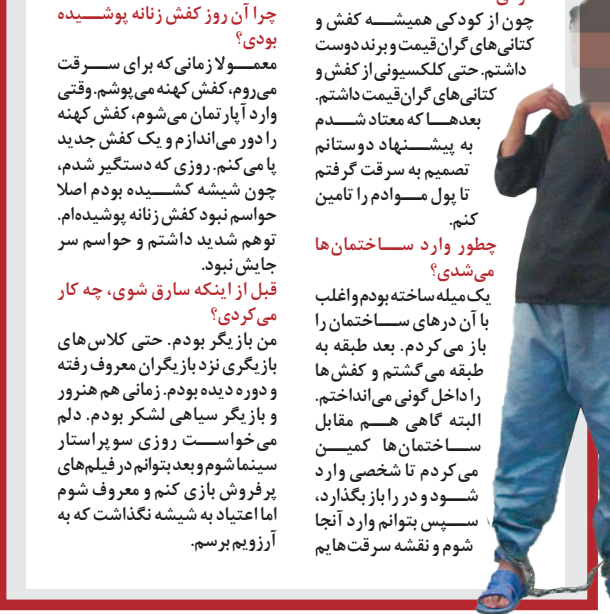 چون از کودکی همیشه کفش و
کتانی‌های گران‌قیمت و برند دوست
داشتم. حتی کلکسیونی از کفش و
کتانی‌های گران‌قیمت داشتم.
بعدها که معتاد شدم
به پیشنهاد دوستانم
تصمیم به سرقت گرفتم
تا پول موادم را تامین
کنم.
چطور وارد ساختمان‌ها
می‌شدی؟
یک میله ساخته بودم و اغلب
با آن درهای ساختمان را
باز می‌کردم. بعد طبقه به
طبقه می‌گشتم و کفش‌ها
را داخل گونی می‌انداختم.
البته گاهی هم مقابل
ساختمان‌ها کمین
می‌کردم تا شخصی وارد
شود و در را باز بگذارد،
سپس بتوانم وارد آنجا
شوم و نقشه سرقت‌هایم
چرا آن روز کفش زنانه پوشیده
بودی؟
معمولا زمانی که برای سرقت
می‌روم، کفش کهنه می‌پوشم. وقتی
وارد آپارتمان می‌شوم، کفش کهنه
را دور می‌اندازم و یک کفش جدید
پا می‌کنم. روزی که دستگیر شدم،
چون شیشه کشیده بودم اصلا
حواسم نبود کفش زنانه پوشیده‌ام.
توهم شدید داشتم و حواسم سر
جایش نبود.
قبل از اینکه سارق شوی، چه کار
می‌کردی؟
من بازیگر بودم. حتی کلاس‌های
بازیگری نزد بازیگران معروف رفته
و دوره دیده بودم. زمانی هم هنرور
و بازیگر سیاهی لشکر بودم. دلم
می‌خواست روزی سوپراستار
سینما شوم و بعد بتوانم در فیلم‌های
پرفروش بازی کنم و معروف شوم
اما اعتیاد به شیشه نگذاشت که به
آرزویم برسم.